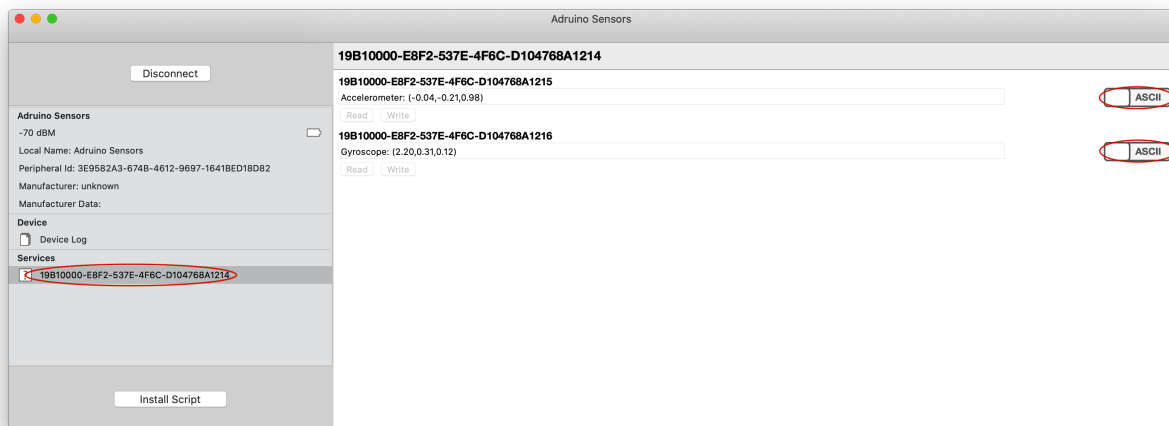 Adruino Sensors
Disconnect
Adruino Sensors
-70 dBM
Local Name: Adruino Sensors
Peripheral Id: 3E9582A3-674B-4612-9697-1641BED18D82
Manufacturer: unknown
Manufacturer Data:
Device
Device Log
Services
? 19B10000-E8F2-537E-4F6C-D104768A1214
Install Script
19B10000-E8F2-537E-4F6C-D104768A1214
19B10000-E8F2-537E-4F6C-D104768A1215
Accelerometer: (-0.04,-0.21,0.98)
ASCII
Read Write
19B10000-E8F2-537E-4F6C-D104768A1216
Gyroscope: (2.20,0.31,0.12)
ASCII
Read Write